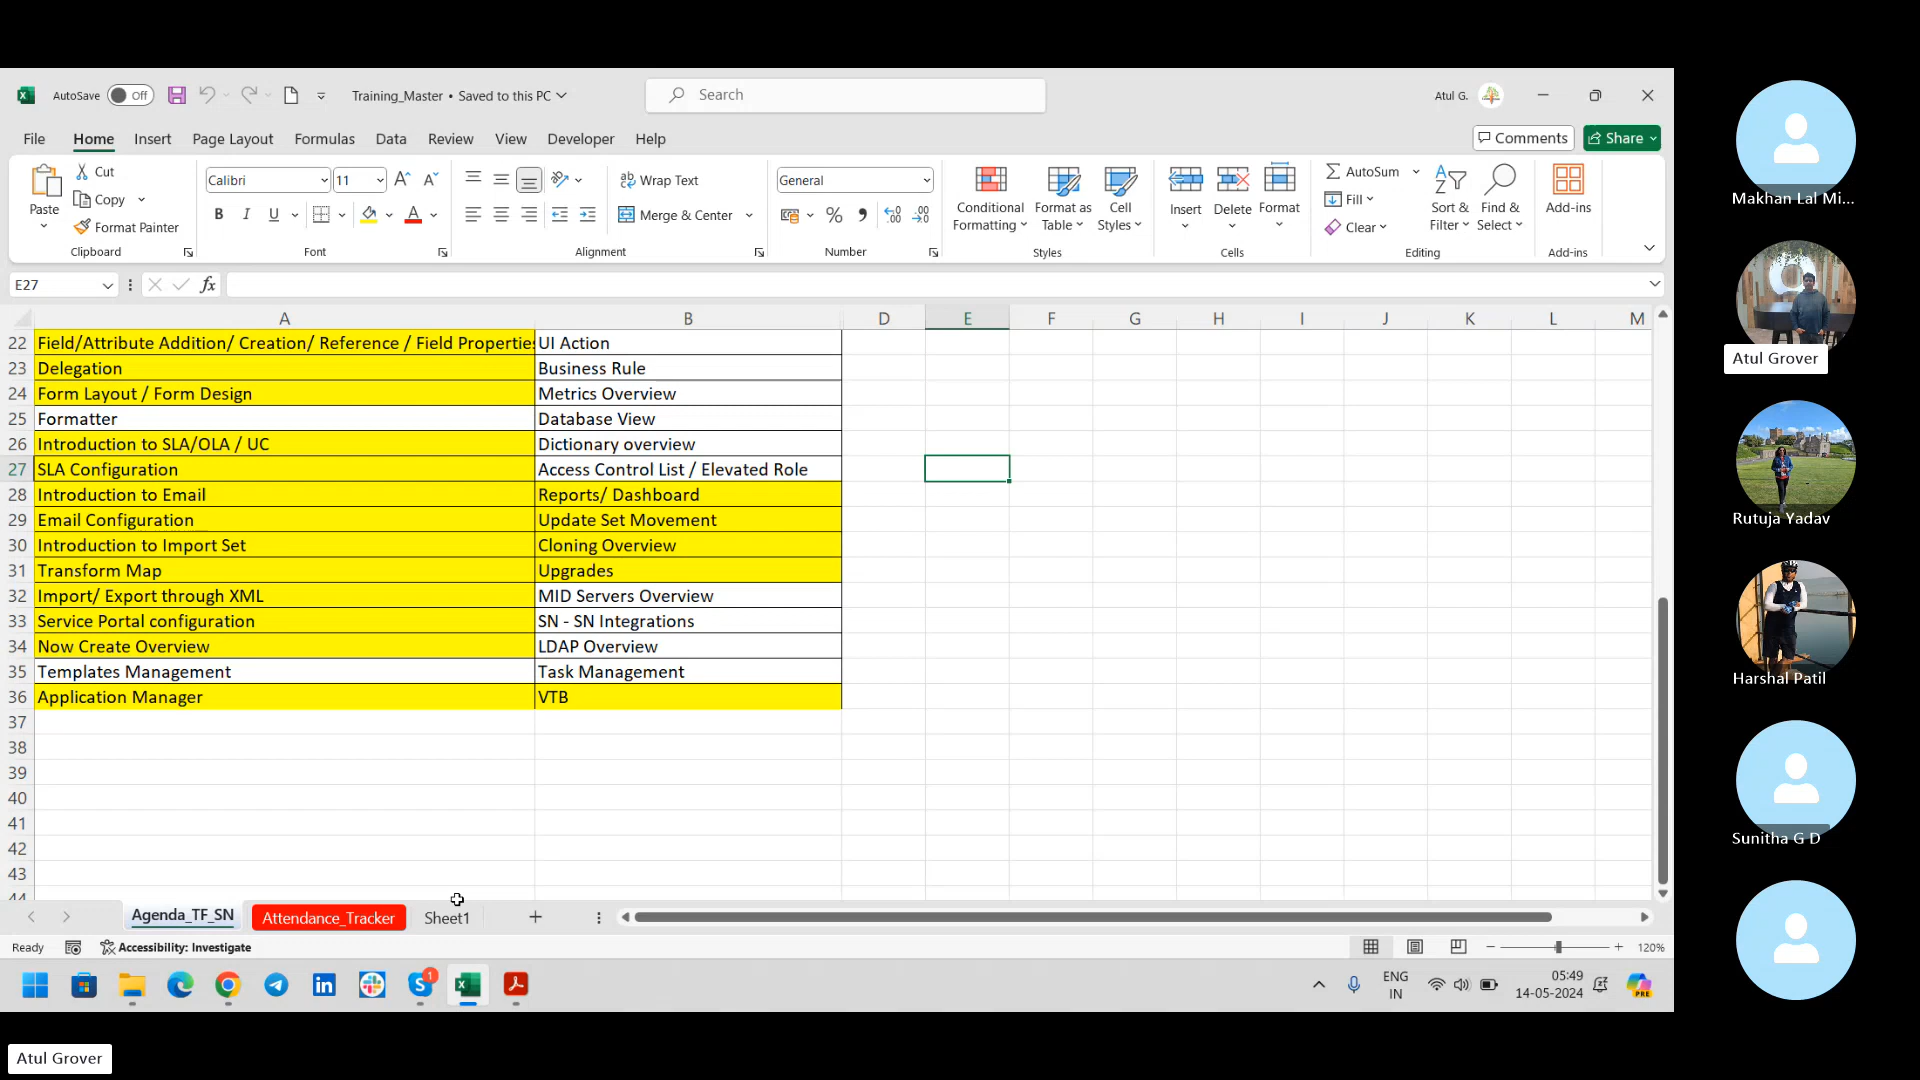 AutoSave Off Training_Master • Saved to this PC Search Atul G.
File Home Insert Page Layout Formulas Data Review View Developer Help Comments Share
Paste Cut Copy Format Painter Clipboard
Calibri 11 B I U Font
Wrap Text Merge & Center Alignment
General % Number
Conditional Formatting Format as Table Cell Styles Styles
Insert Delete Format Cells
AutoSum Fill Clear Sort & Filter Find & Select Editing
Add-ins Add-ins
E27 fx
A B D E F G H I J K L M
22 Field/Attribute Addition/ Creation/ Reference / Field Properties UI Action
23 Delegation Business Rule
24 Form Layout / Form Design Metrics Overview
25 Formatter Database View
26 Introduction to SLA/OLA / UC Dictionary overview
27 SLA Configuration Access Control List / Elevated Role
28 Introduction to Email Reports/ Dashboard
29 Email Configuration Update Set Movement
30 Introduction to Import Set Cloning Overview
31 Transform Map Upgrades
32 Import/ Export through XML MID Servers Overview
33 Service Portal configuration SN - SN Integrations
34 Now Create Overview LDAP Overview
35 Templates Management Task Management
36 Application Manager VTB
37
38
39
40
41
42
43
44
Agenda_TF_SN Attendance_Tracker Sheet1
Ready Accessibility: Investigate 120%
1 ENG IN 05:49 14-05-2024 PRE
Makhan Lal Mi...
Atul Grover
Rutuja Yadav
Harshal Patil
Sunitha G D
Atul Grover